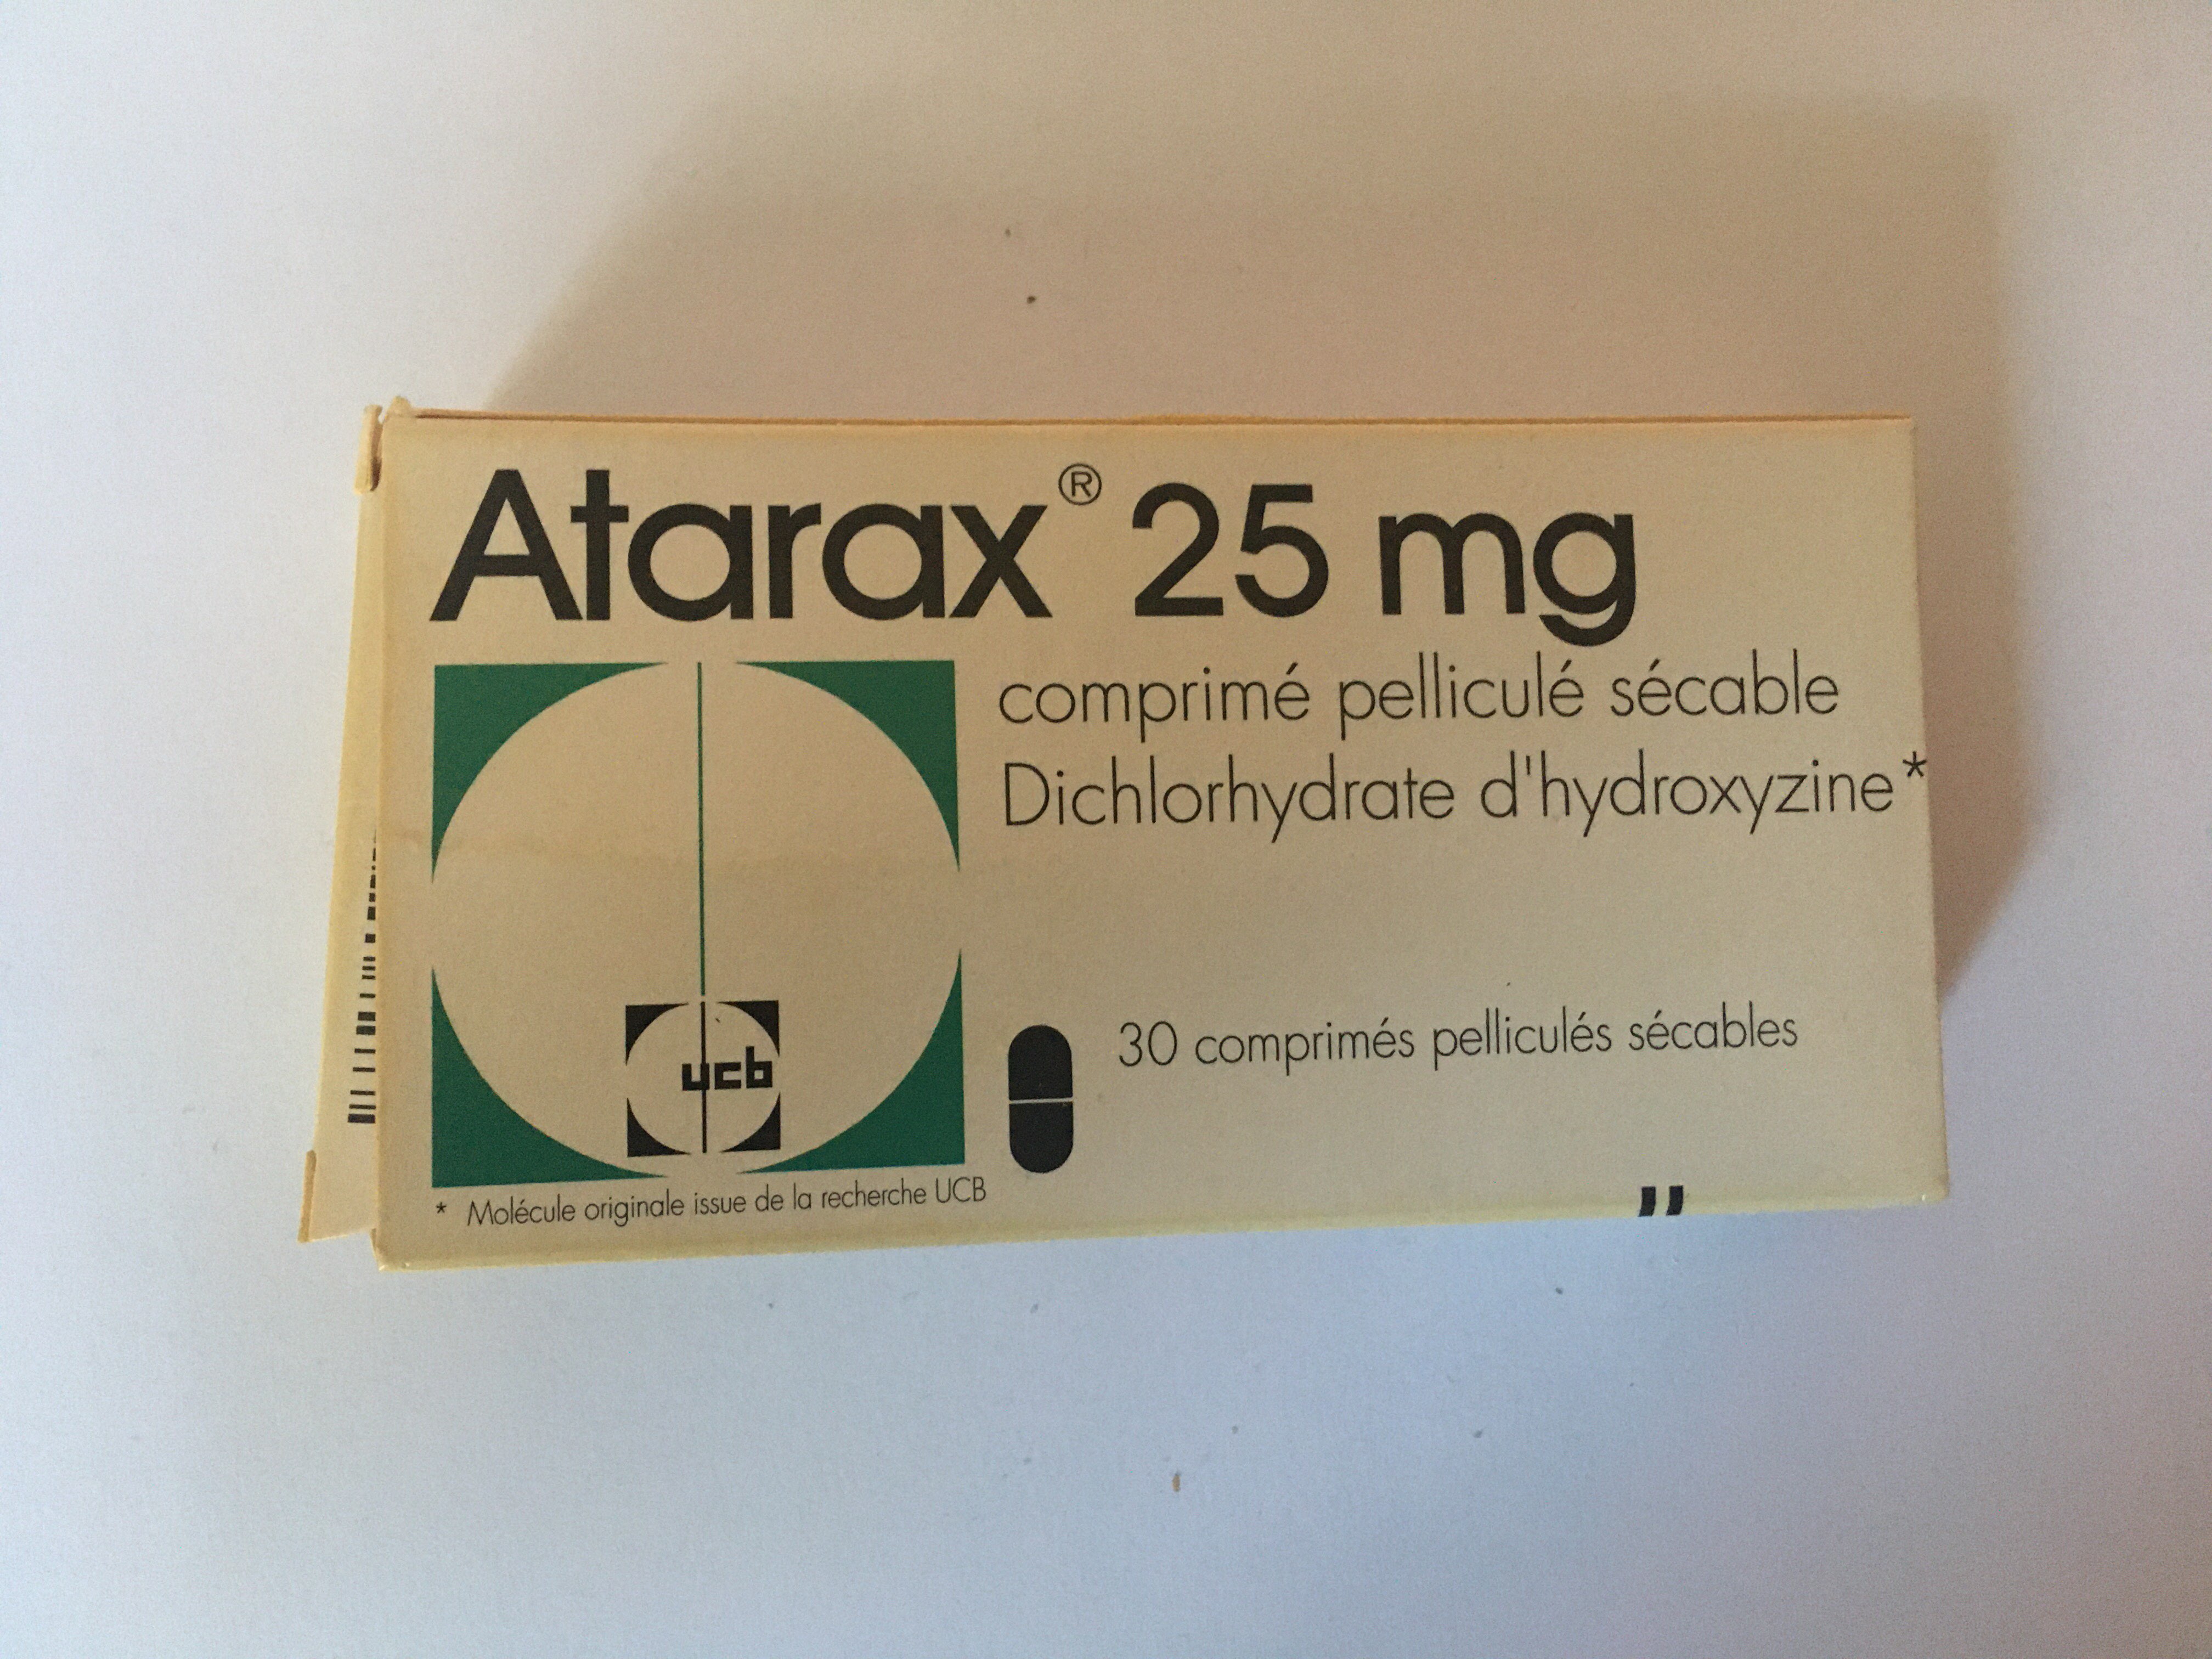 Atarax® 25 mg
comprimé pelliculé sécable
Dichlorhydrate d'hydroxyzine*
30 comprimés pelliculés sécables
ucb
* Molécule originale issue de la recherche UCB